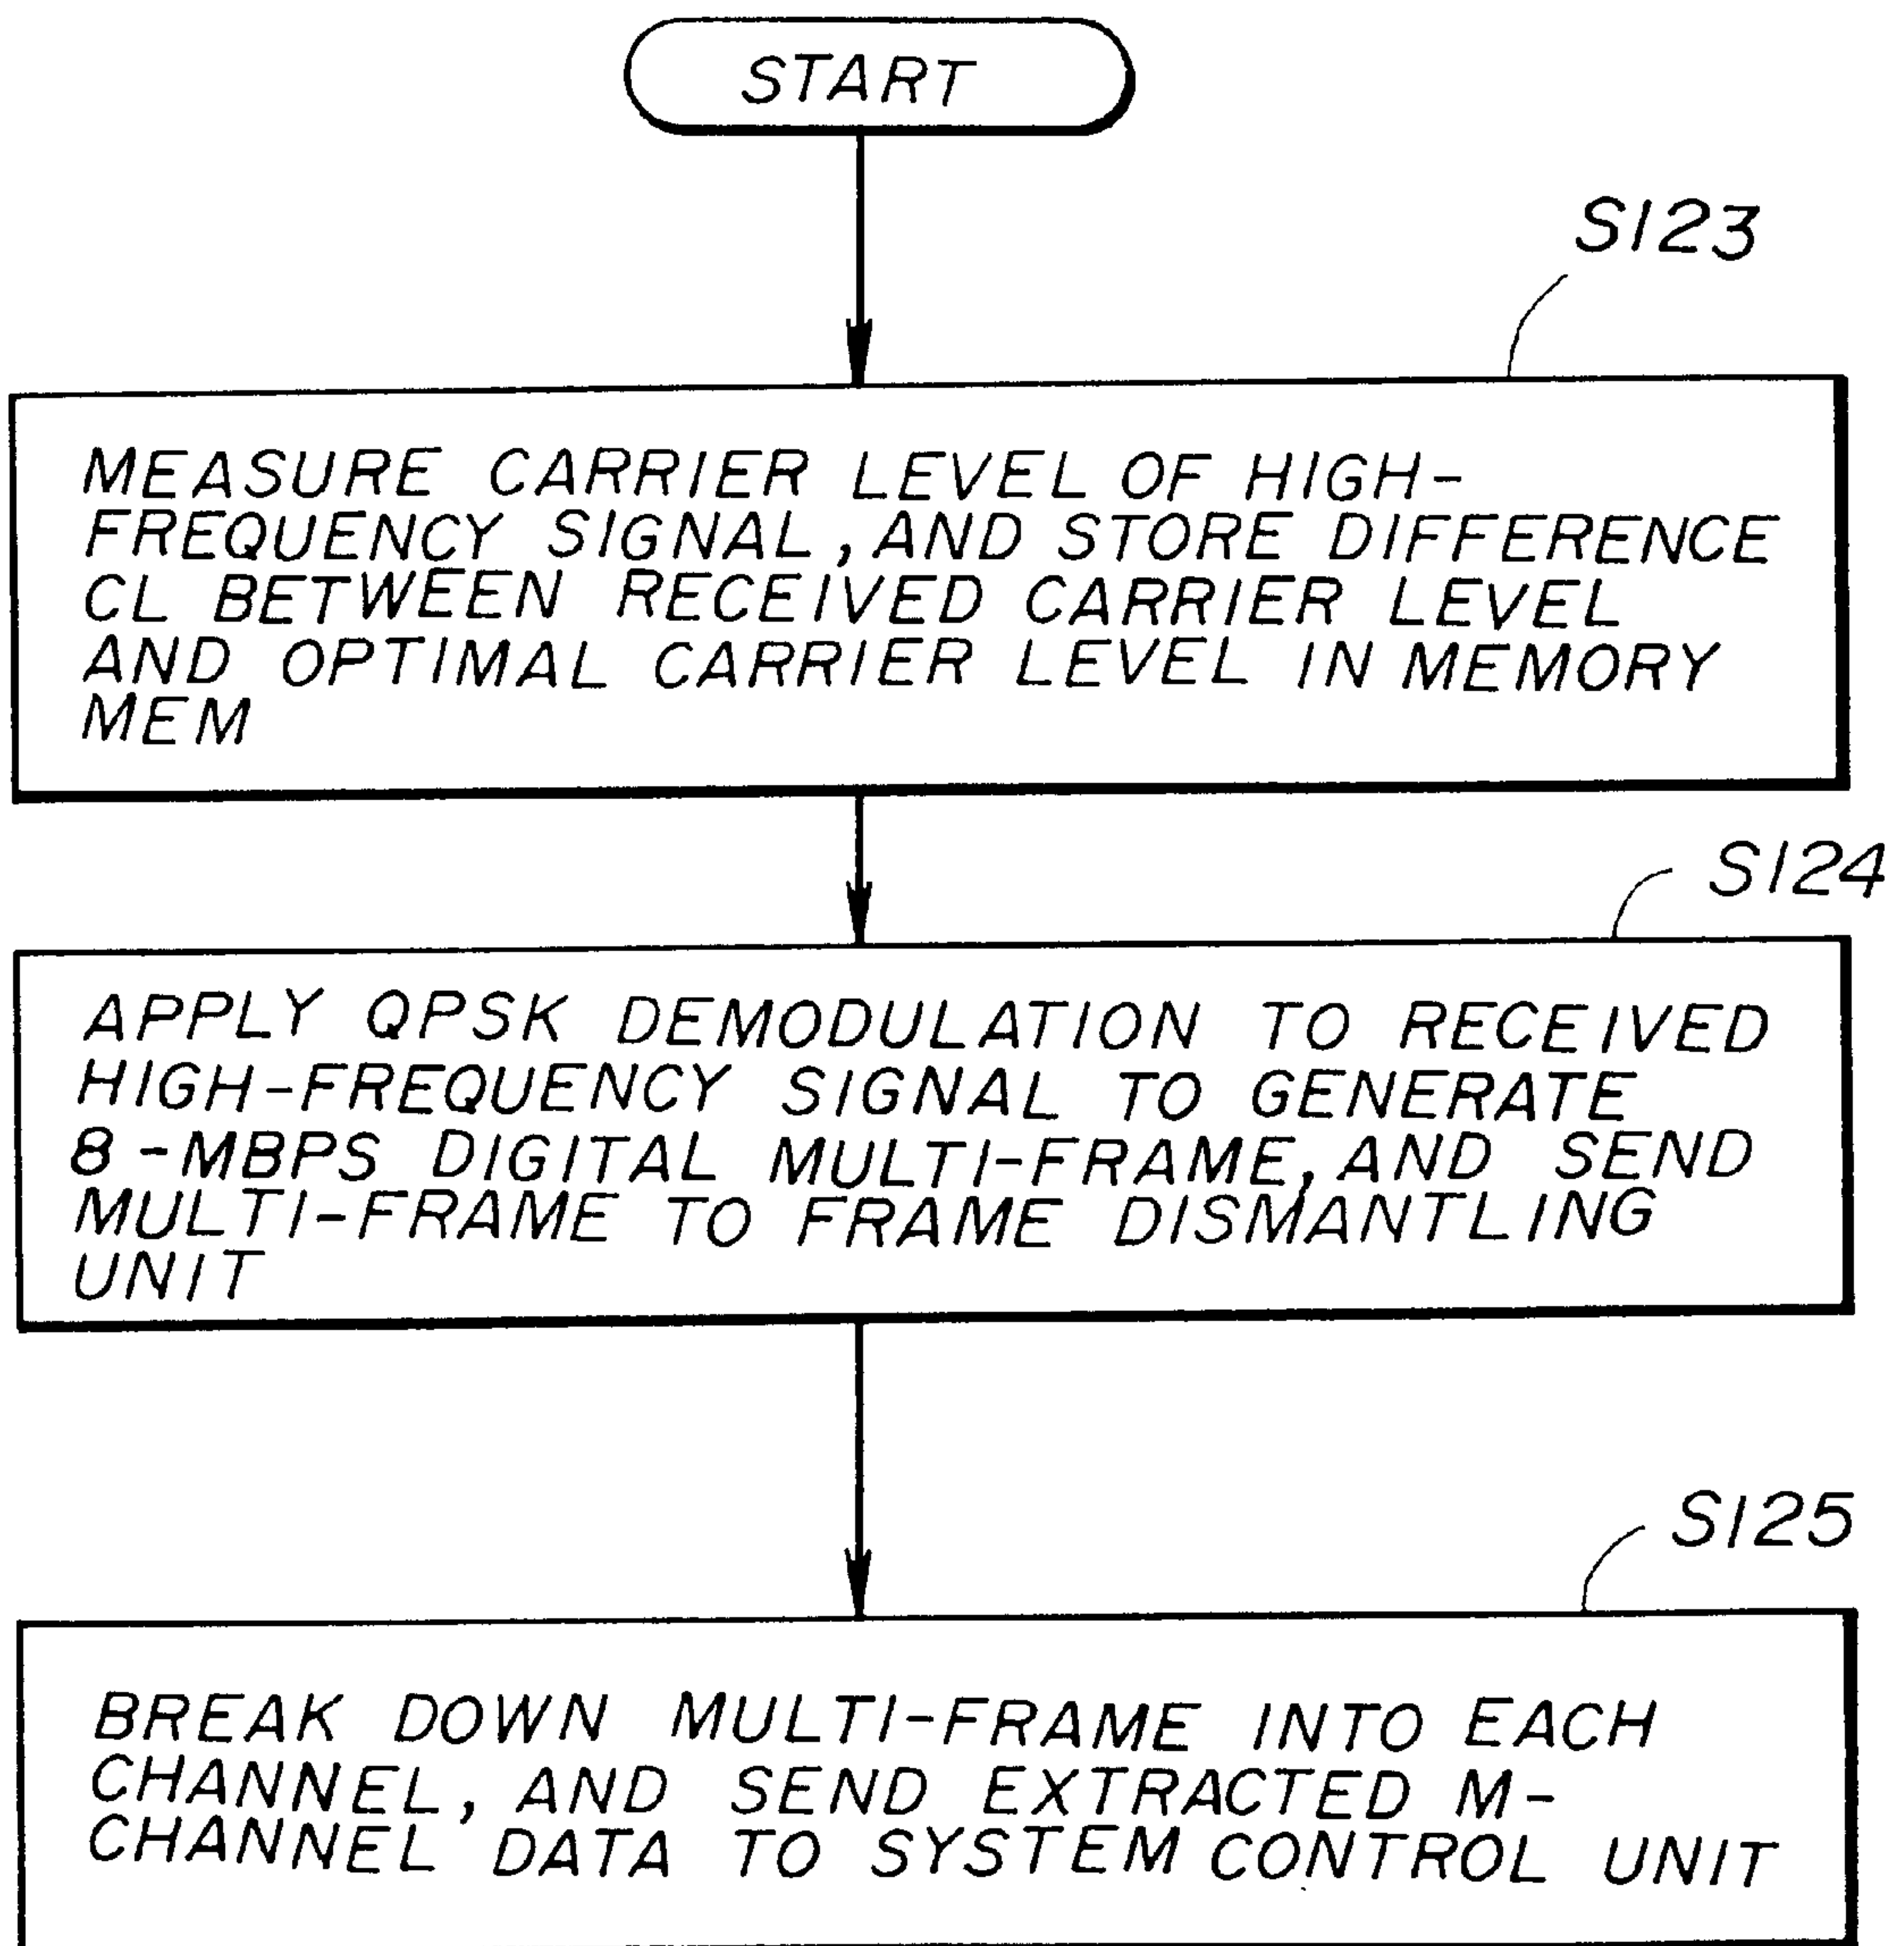 START
S123
MEASURE CARRIER LEVEL OF HIGH-
FREQUENCY SIGNAL, AND STORE DIFFERENCE
CL BETWEEN RECEIVED CARRIER LEVEL
AND OPTIMAL CARRIER LEVEL IN MEMORY
MEM
S124
APPLY QPSK DEMODULATION TO RECEIVED
HIGH-FREQUENCY SIGNAL TO GENERATE
8-MBPS DIGITAL MULTI-FRAME, AND SEND
MULTI-FRAME TO FRAME DISMANTLING
UNIT
S125
BREAK DOWN MULTI-FRAME INTO EACH
CHANNEL, AND SEND EXTRACTED M-
CHANNEL DATA TO SYSTEM CONTROL UNIT